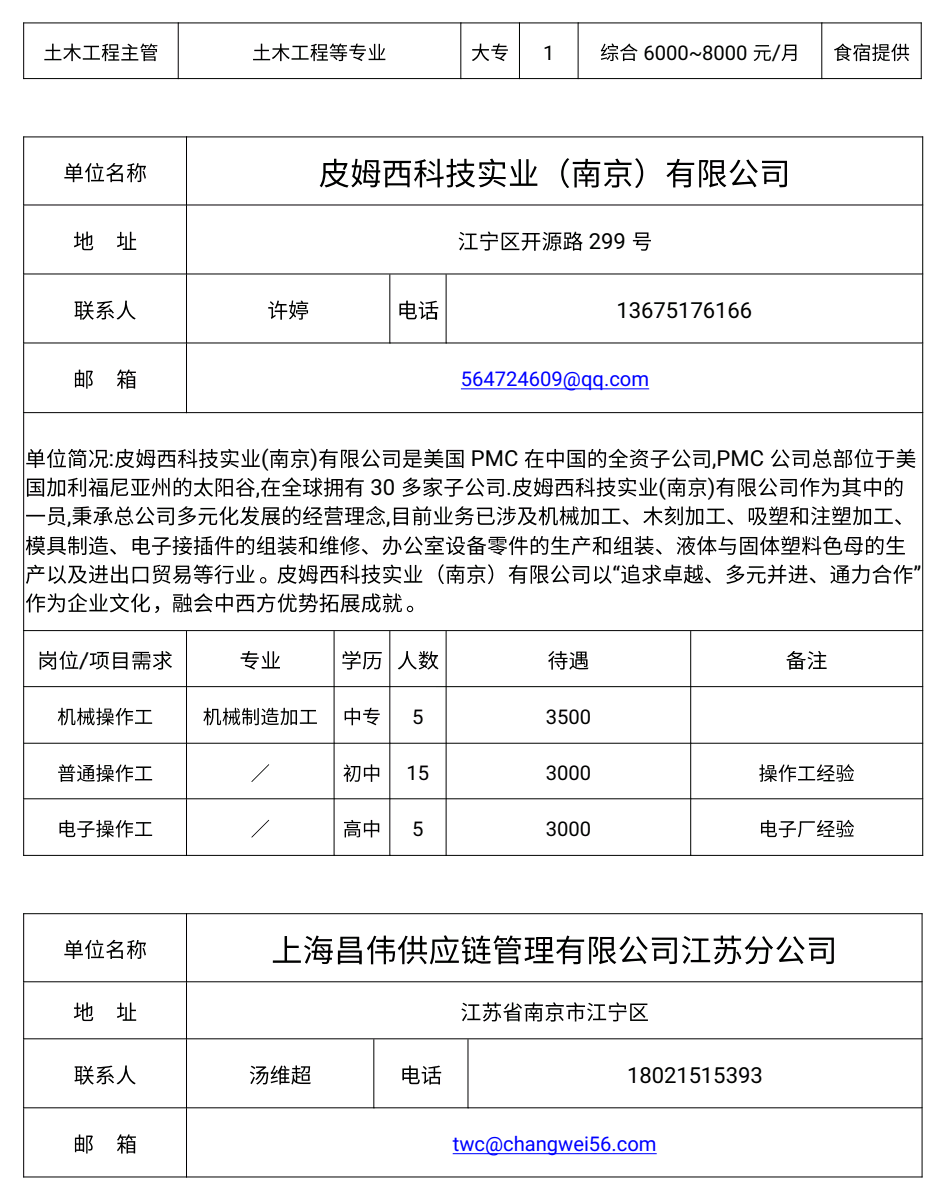 土木工程主管 土木工程等专业 大专 1 综合 6000~8000 元/月 食宿提供
单位名称 皮姆西科技实业（南京）有限公司
地 址 江宁区开源路 299 号
联系人 许婷 电话 13675176166
邮 箱 564724609@qq.com
单位简况:皮姆西科技实业(南京)有限公司是美国 PMC 在中国的全资子公司,PMC 公司总部位于美
国加利福尼亚州的太阳谷,在全球拥有 30 多家子公司.皮姆西科技实业(南京)有限公司作为其中的
一员,秉承总公司多元化发展的经营理念,目前业务已涉及机械加工、木刻加工、吸塑和注塑加工、
模具制造、电子接插件的组装和维修、办公室设备零件的生产和组装、液体与固体塑料色母的生
产以及进出口贸易等行业。皮姆西科技实业（南京）有限公司以“追求卓越、多元并进、通力合作”
作为企业文化，融会中西方优势拓展成就。
岗位/项目需求 专业 学历 人数 待遇 备注
机械操作工 机械制造加工 中专 5 3500
普通操作工 ／ 初中 15 3000 操作工经验
电子操作工 ／ 高中 5 3000 电子厂经验
单位名称 上海昌伟供应链管理有限公司江苏分公司
地 址 江苏省南京市江宁区
联系人 汤维超 电话 18021515393
邮 箱 twc@changwei56.com